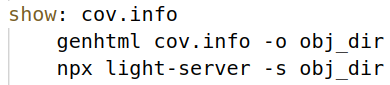 show: cov.info
    genhtml cov.info -o obj_dir
    npx light-server -s obj_dir